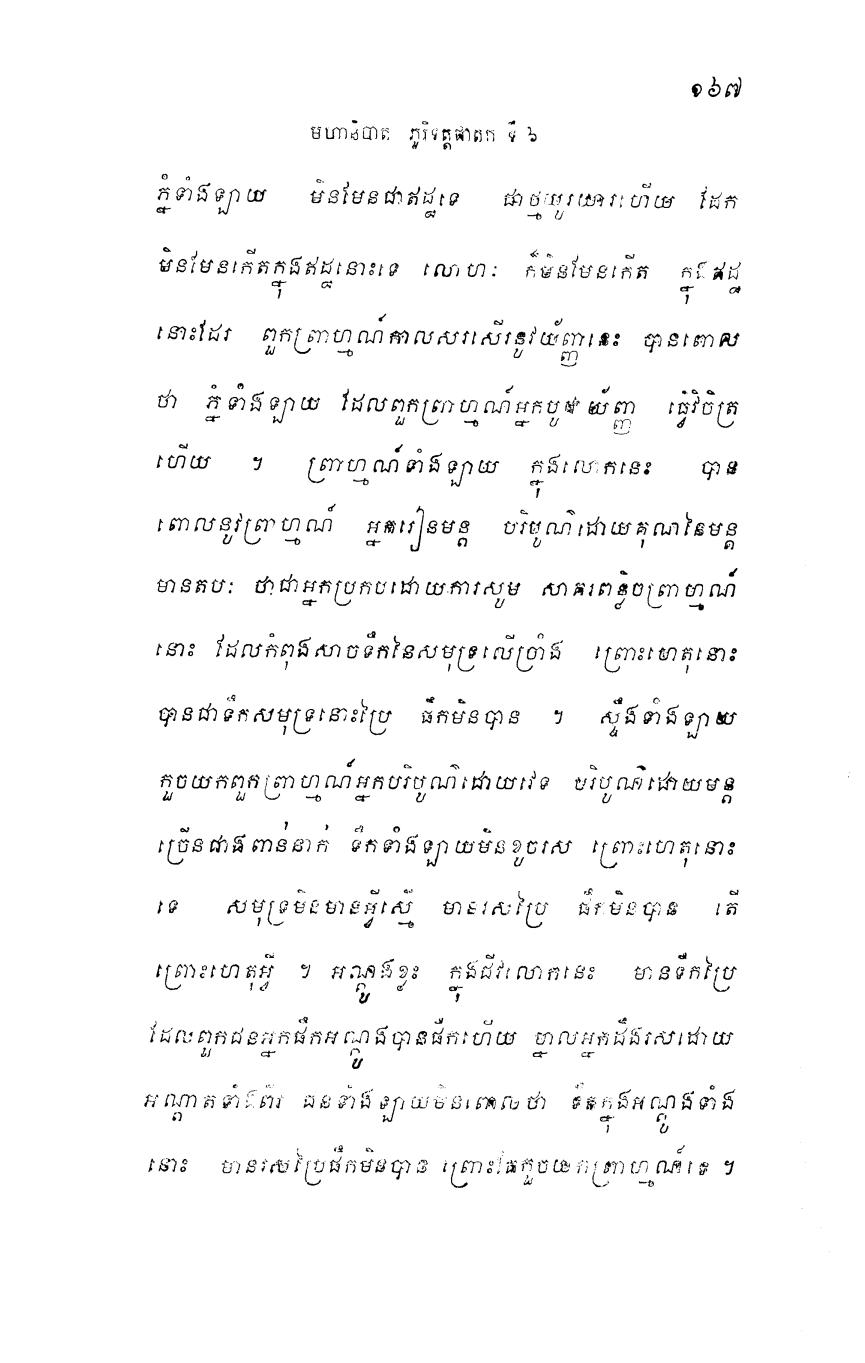 ១៦៧
មហានិបាត ភូរិទត្តជាតក ទី ៦
ភ្នំទាំងឡាយ មិនមែនជាឥដ្ឋទេ ជាថ្មយូរយារហើយ ដែក
មិនមែនកើតក្នុងឥដ្ឋនោះទេ លោហៈ ក៏មិនមែនកើត ក្នុងឥដ្ឋ
នោះដែរ ពួកព្រាហ្មណ៍កាលសរសើរនូវយ័ញ្ញនេះ បានពោល
ថា ភ្នំទាំងឡាយ ដែលពួកព្រាហ្មណ៍អ្នកបូជាយ័ញ្ញ ធ្វើវិចិត្រ
ហើយ ។ ព្រាហ្មណ៍ទាំងឡាយ ក្នុងលោកនេះ បាន
ពោលនូវព្រាហ្មណ៍ អ្នករៀនមន្ត បរិបូណ៌ដោយគុណនៃមន្ត
មានតបៈ ថាជាអ្នកប្រកបដោយការសូម សាគរពន្លិចព្រាហ្មណ៍
នោះ ដែលកំពុងសាចទឹកនៃសមុទ្រលើច្រាំង ព្រោះហេតុនោះ
បានជាទឹកសមុទ្រនោះប្រៃ ផឹកមិនបាន ។ ស្ទឹងទាំងឡាយ
កួចយកពួកព្រាហ្មណ៍អ្នកបរិបូណ៌ដោយវេទ បរិបូណ៌ដោយមន្ត
ច្រើនជាងពាន់នាក់ ទឹកទាំងឡាយមិនខូចរស ព្រោះហេតុនោះ
ទេ សមុទ្រមិនមានអ្វីស្មើ មានរសប្រៃ ផឹកមិនបាន តើ
ព្រោះហេតុអ្វី ។ អណ្តូងខ្លះ ក្នុងជីវលោកនេះ មានទឹកប្រៃ
ដែលពួកជនអ្នកជីកអណ្តូងបានជីកហើយ ម្នាលអ្នកដឹងរសដោយ
អណ្តាតទាំងពីរ ជនទាំងឡាយមិនពោលថា ទឹកក្នុងអណ្តូងទាំង
នោះ មានរសប្រៃផឹកមិនបាន ព្រោះតែកួចយកព្រាហ្មណ៍ទេ ។